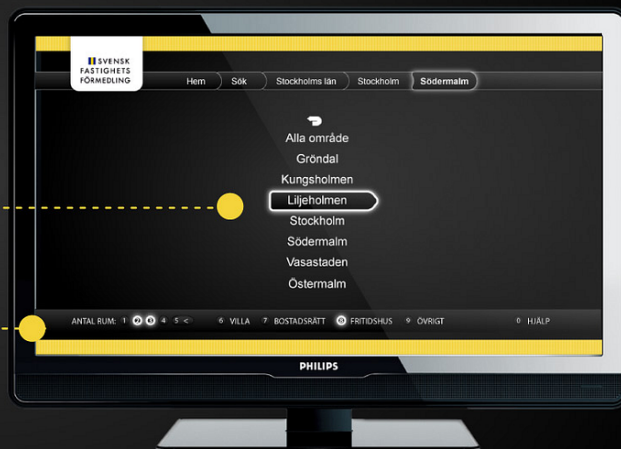 SVENSK
FASTIGHETS
FÖRMEDLING
Hem Sök Stockholms län Stockholm Södermalm
Alla område
Gröndal
Kungsholmen
Liljeholmen
Stockholm
Södermalm
Vasastaden
Östermalm
ANTAL RUM: 1 2 3 4 5 < 6 VILLA 7 BOSTADSRÄTT 8 FRITIDSHUS 9 ÖVRIGT 0 HJÄLP
PHILIPS